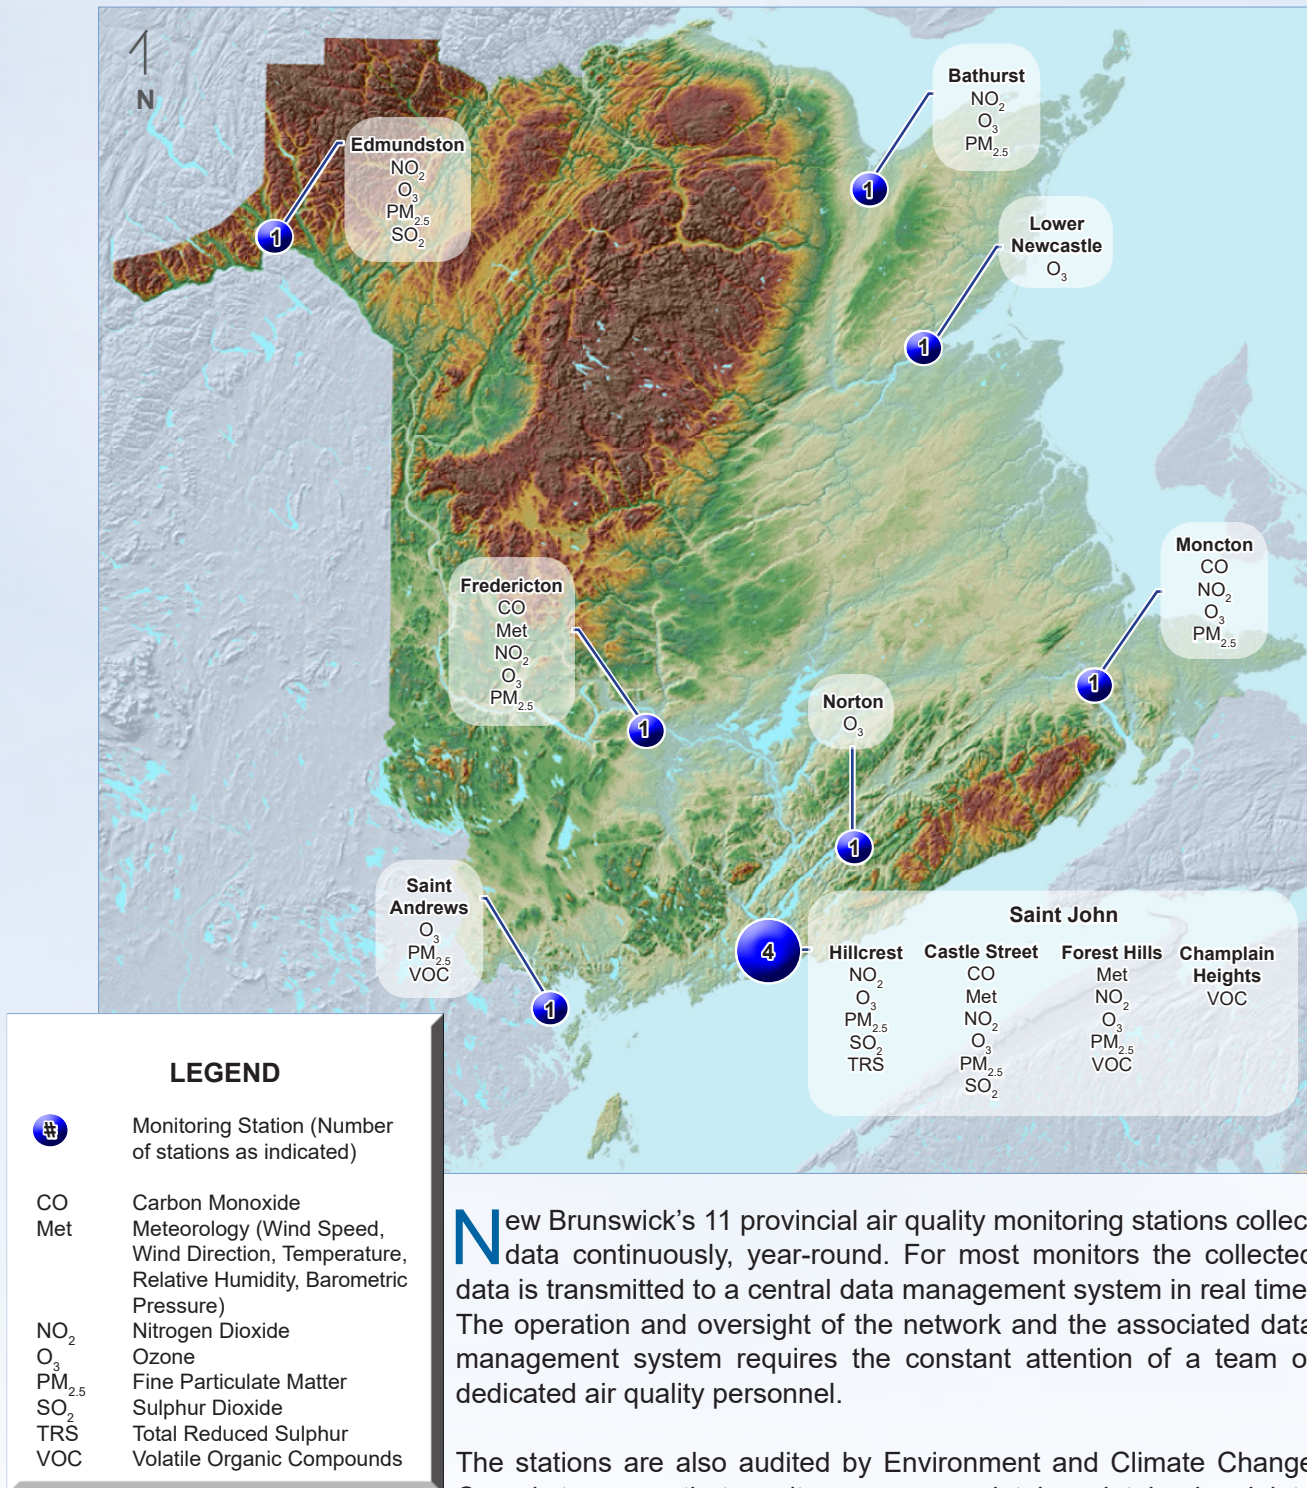 N
Edmundston
NO2
O3
PM2.5
SO2
1
Bathurst
NO2
O3
PM2.5
1
Lower
Newcastle
O3
1
Moncton
CO
NO2
O3
PM2.5
1
Fredericton
CO
Met
NO2
O3
PM2.5
1
Norton
O3
1
Saint
Andrews
O3
PM2.5
VOC
1
4
Saint John
Hillcrest
NO2
O3
PM2.5
SO2
TRS
Castle Street
CO
Met
NO2
O3
PM2.5
SO2
Forest Hills
Met
NO2
O3
PM2.5
VOC
Champlain
Heights
VOC
LEGEND
# Monitoring Station (Number
of stations as indicated)
CO Carbon Monoxide
Met Meteorology (Wind Speed,
Wind Direction, Temperature,
Relative Humidity, Barometric
Pressure)
NO2 Nitrogen Dioxide
O3 Ozone
PM2.5 Fine Particulate Matter
SO2 Sulphur Dioxide
TRS Total Reduced Sulphur
VOC Volatile Organic Compounds
New Brunswick's 11 provincial air quality monitoring stations collec
data continuously, year-round. For most monitors the collected
data is transmitted to a central data management system in real time
The operation and oversight of the network and the associated data
management system requires the constant attention of a team o
dedicated air quality personnel.
The stations are also audited by Environment and Climate Change